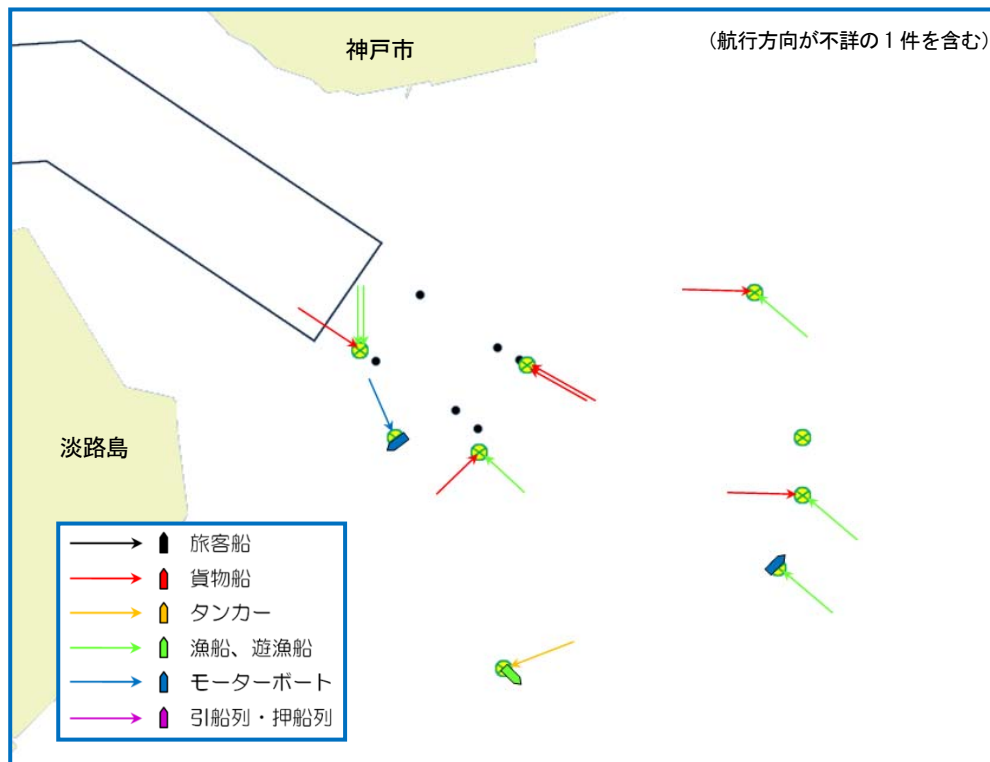 神戸市
（航行方向が不詳の１件を含む）
淡路島
旅客船
貨物船
タンカー
漁船、遊漁船
モーターボート
引船列・押船列